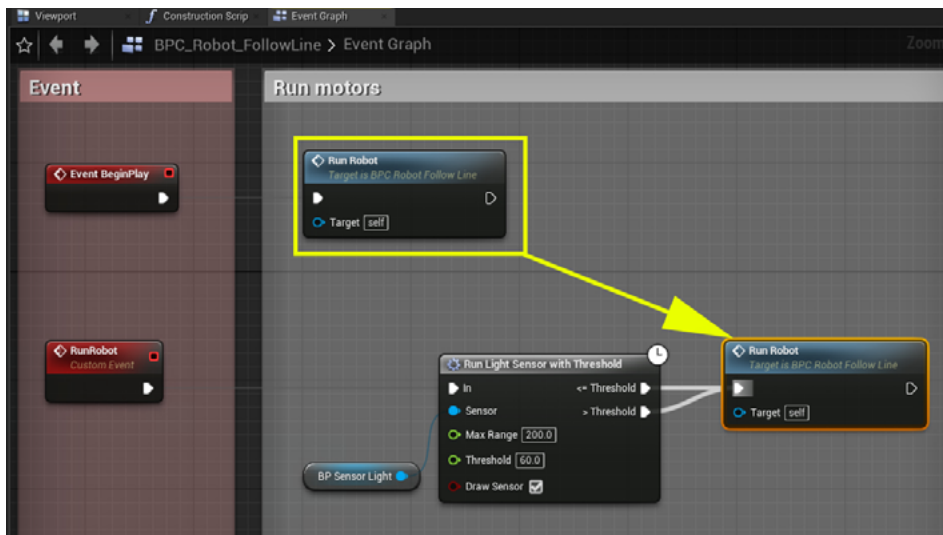 Viewport
Construction Scrip
Event Graph
BPC_Robot_FollowLine > Event Graph
Zoom
Event
Run motors
Event BeginPlay
Run Robot
Target is BPC Robot Follow Line
Target self
RunRobot
Custom Event
Run Light Sensor with Threshold
In
<= Threshold
Sensor
> Threshold
Max Range 200.0
Threshold 60.0
Draw Sensor
BP Sensor Light
Run Robot
Target is BPC Robot Follow Line
Target self